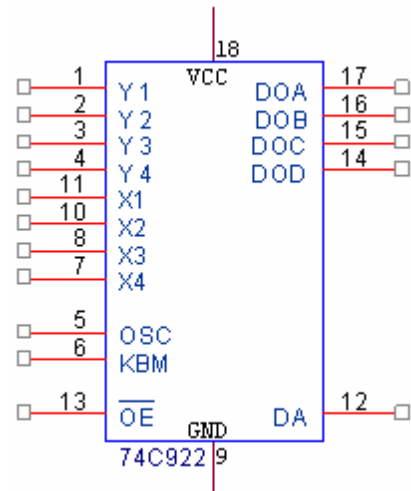 18
VCC
1 Y1 DOA 17
2 Y2 DOB 16
3 Y3 DOC 15
4 Y4 DOD 14
11 X1
10 X2
8 X3
7 X4
5 OSC
6 KBM
13 OE DA 12
GND
74C922 9